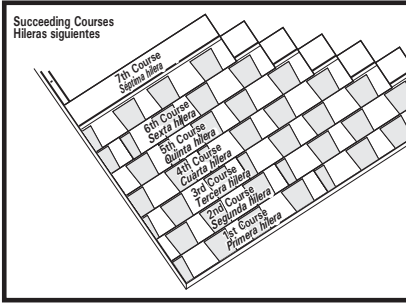 Succeeding Courses
Hileras siguientes
7th Course
Séptima hilera
6th Course
Sexta hilera
5th Course
Quinta hilera
4th Course
Cuarta hilera
3rd Course
Tercera hilera
2nd Course
Segunda hilera
1st Course
Primera hilera